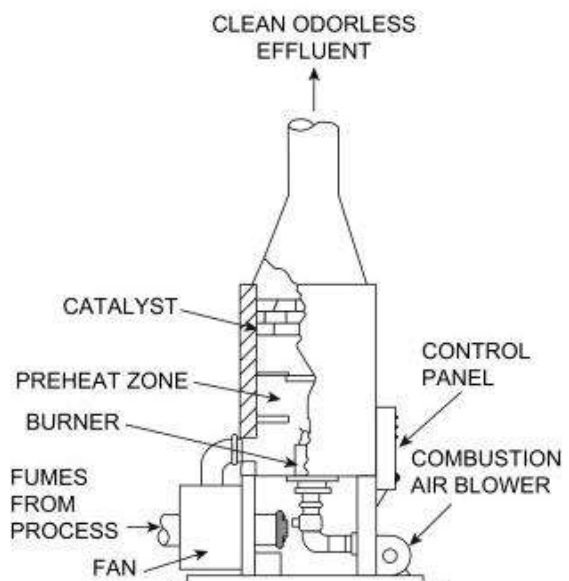 CLEAN ODORLESS
EFFLUENT
CATALYST
PREHEAT ZONE
BURNER
FUMES
FROM
PROCESS
FAN
CONTROL
PANEL
COMBUSTION
AIR BLOWER